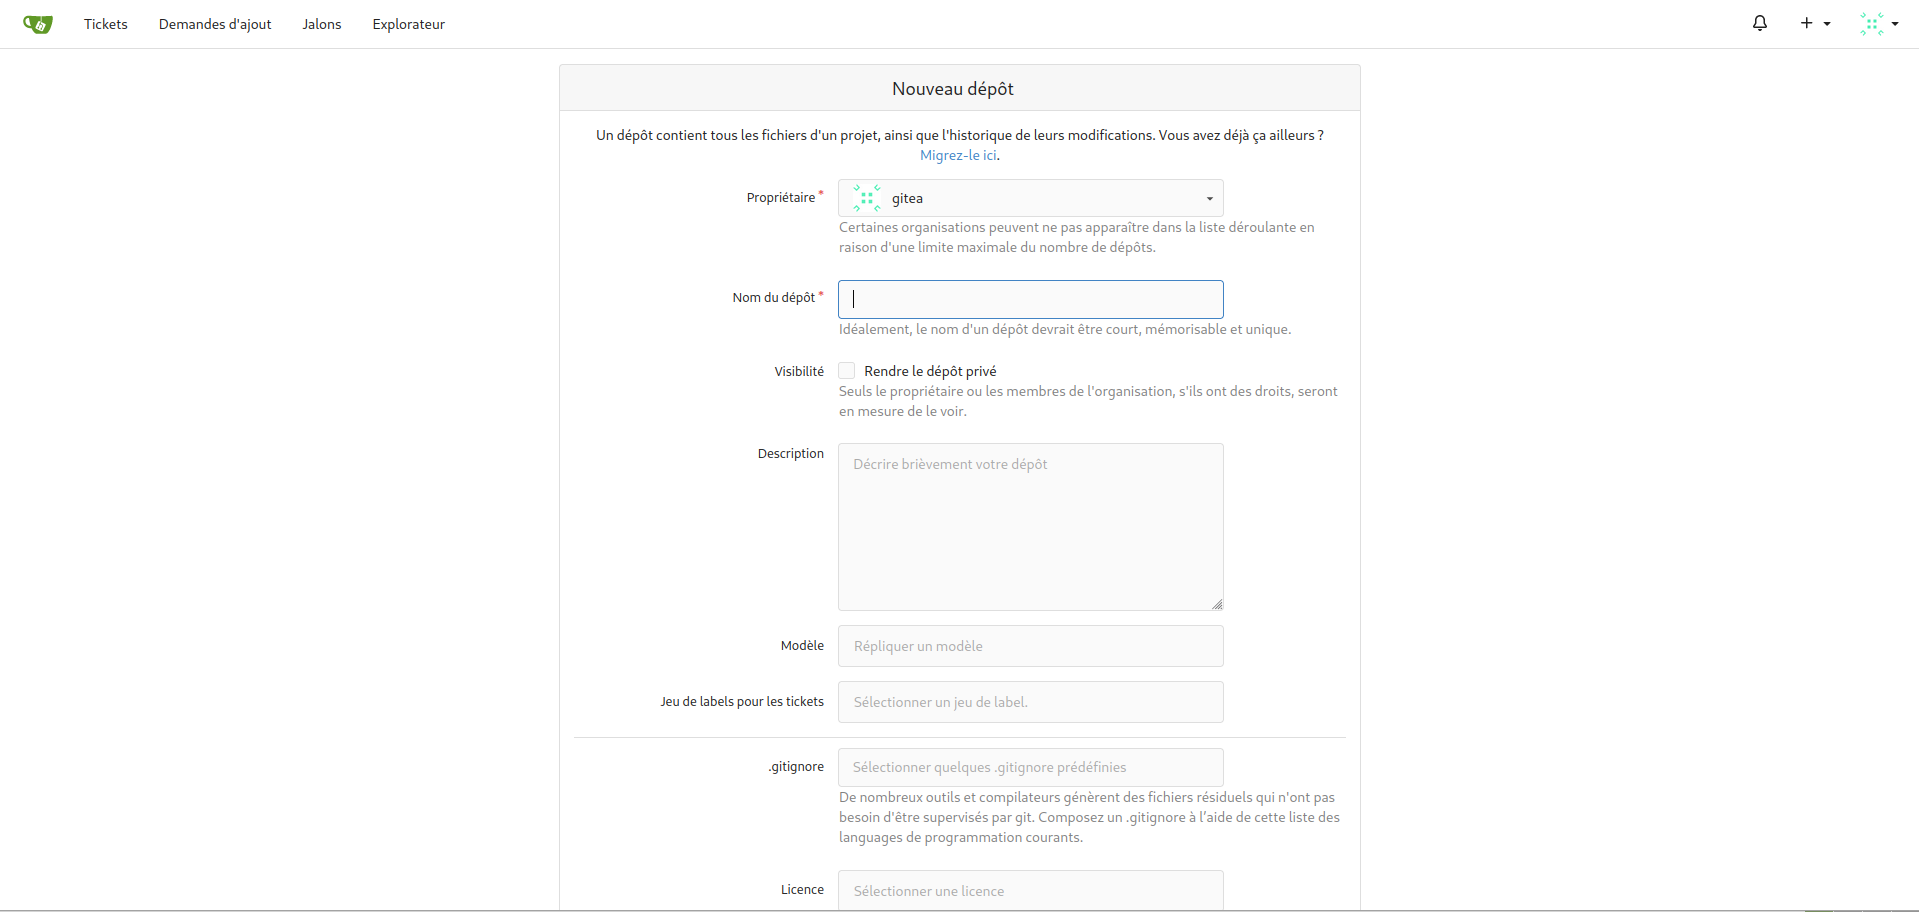 Tickets Demandes d'ajout Jalons Explorateur
Nouveau dépôt
Un dépôt contient tous les fichiers d'un projet, ainsi que l'historique de leurs modifications. Vous avez déjà ça ailleurs ?
Migrez-le ici.
Propriétaire * gitea
Certaines organisations peuvent ne pas apparaître dans la liste déroulante en
raison d'une limite maximale du nombre de dépôts.
Nom du dépôt *
Idéalement, le nom d'un dépôt devrait être court, mémorisable et unique.
Visibilité Rendre le dépôt privé
Seuls le propriétaire ou les membres de l'organisation, s'ils ont des droits, seront
en mesure de le voir.
Description Décrire brièvement votre dépôt
Modèle Répliquer un modèle
Jeu de labels pour les tickets Sélectionner un jeu de label.
.gitignore Sélectionner quelques .gitignore prédéfinies
De nombreux outils et compilateurs génèrent des fichiers résiduels qui n'ont pas
besoin d'être supervisés par git. Composez un .gitignore à l’aide de cette liste des
languages de programmation courants.
Licence Sélectionner une licence